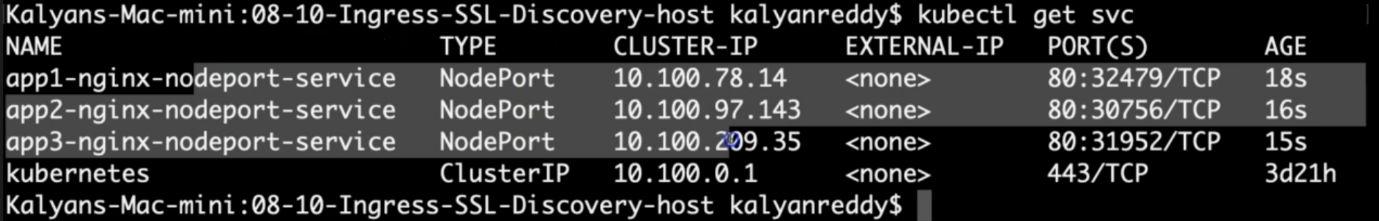 Kalyans-Mac-mini:08-10-Ingress-SSL-Discovery-host kalyanreddy$ kubectl get svc
NAME TYPE CLUSTER-IP EXTERNAL-IP PORT(S) AGE
app1-nginx-nodeport-service NodePort 10.100.78.14 <none> 80:32479/TCP 18s
app2-nginx-nodeport-service NodePort 10.100.97.143 <none> 80:30756/TCP 16s
app3-nginx-nodeport-service NodePort 10.100.209.35 <none> 80:31952/TCP 15s
kubernetes ClusterIP 10.100.0.1 <none> 443/TCP 3d21h
Kalyans-Mac-mini:08-10-Ingress-SSL-Discovery-host kalyanreddy$